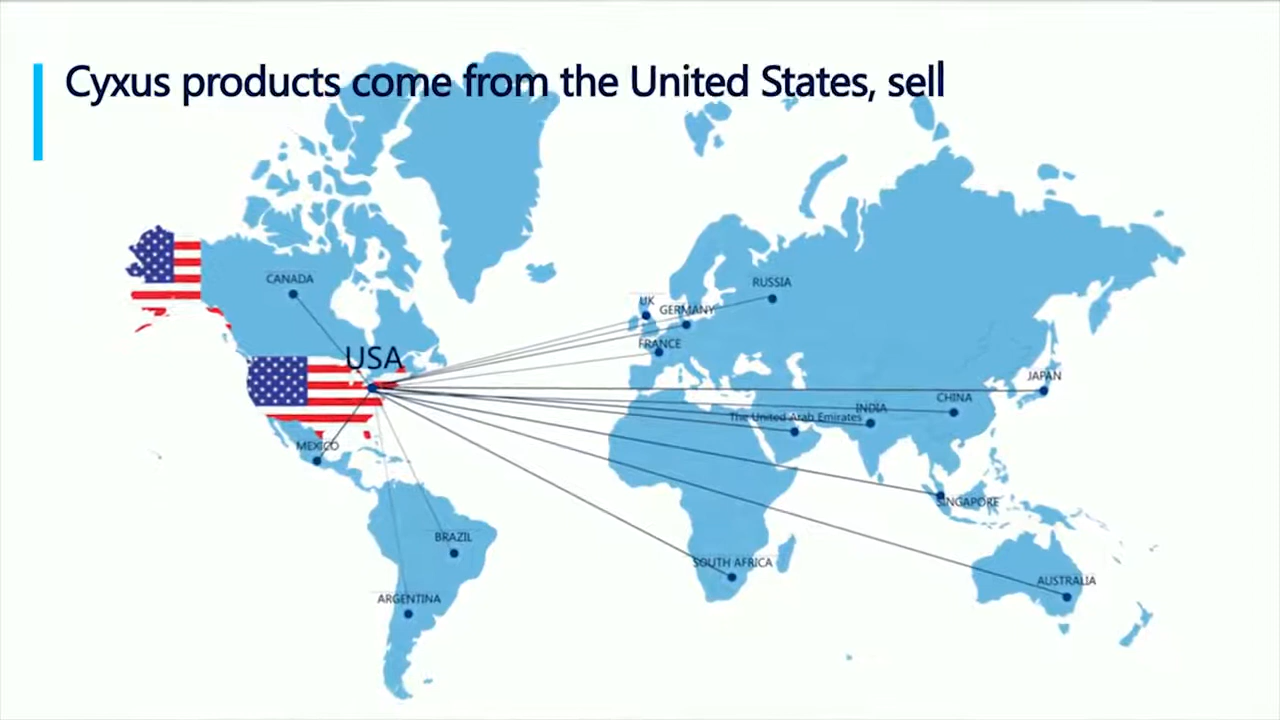 Cyxus products come from the United States, sell
CANADA
RUSSIA
UK
GERMANY
FRANCE
USA
JAPAN
CHINA
INDIA
The United Arab Emirates
MEXICO
SINGAPORE
BRAZIL
SOUTH AFRICA
AUSTRALIA
ARGENTINA